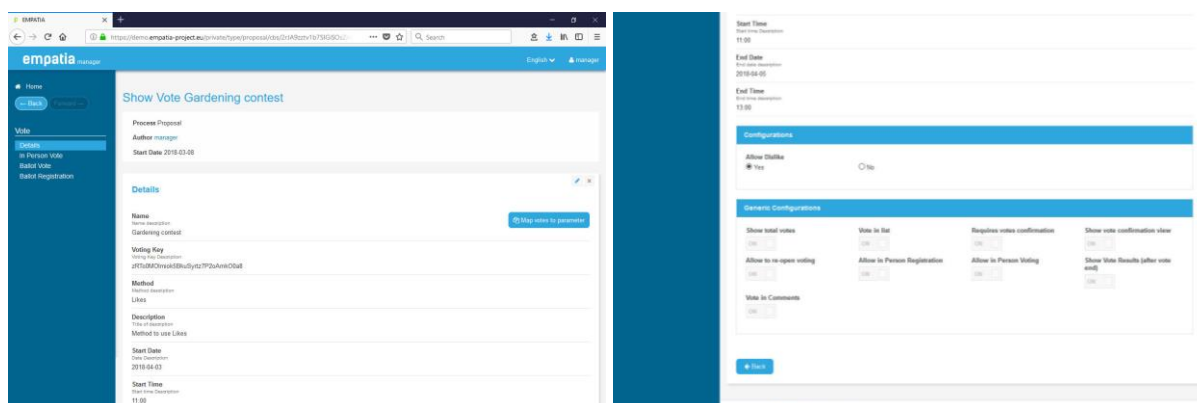 EMPATIA
https://demo.empatia-project.eu/private/type/proposal/cbs/
Search
empatia manager
English
manager
Home
← Back
Forward →
Vote
Details
In Person Vote
Ballot Vote
Ballot Registration
Show Vote Gardening contest
Process Proposal
Author manager
Start Date 2018-03-08
Details
Map votes to parameter
Name
Name description
Gardening contest
Voting Key
Voting Key Description
Method
Method description
Likes
Description
Title of description
Method to use Likes
Start Date
Date Description
2018-04-03
Start Time
Start time Description
11:00
Start Time
Start time Description
11:00
End Date
End date description
2018-04-05
End Time
End time description
13:00
Configurations
Allow Dislike
Yes No
Generic Configurations
Show total votes Vote in list Requires votes confirmation Show vote confirmation view
Allow to re-open voting Allow in Person Registration Allow in Person Voting Show Vote Results (after vote
end)
Vote in Comments
Back